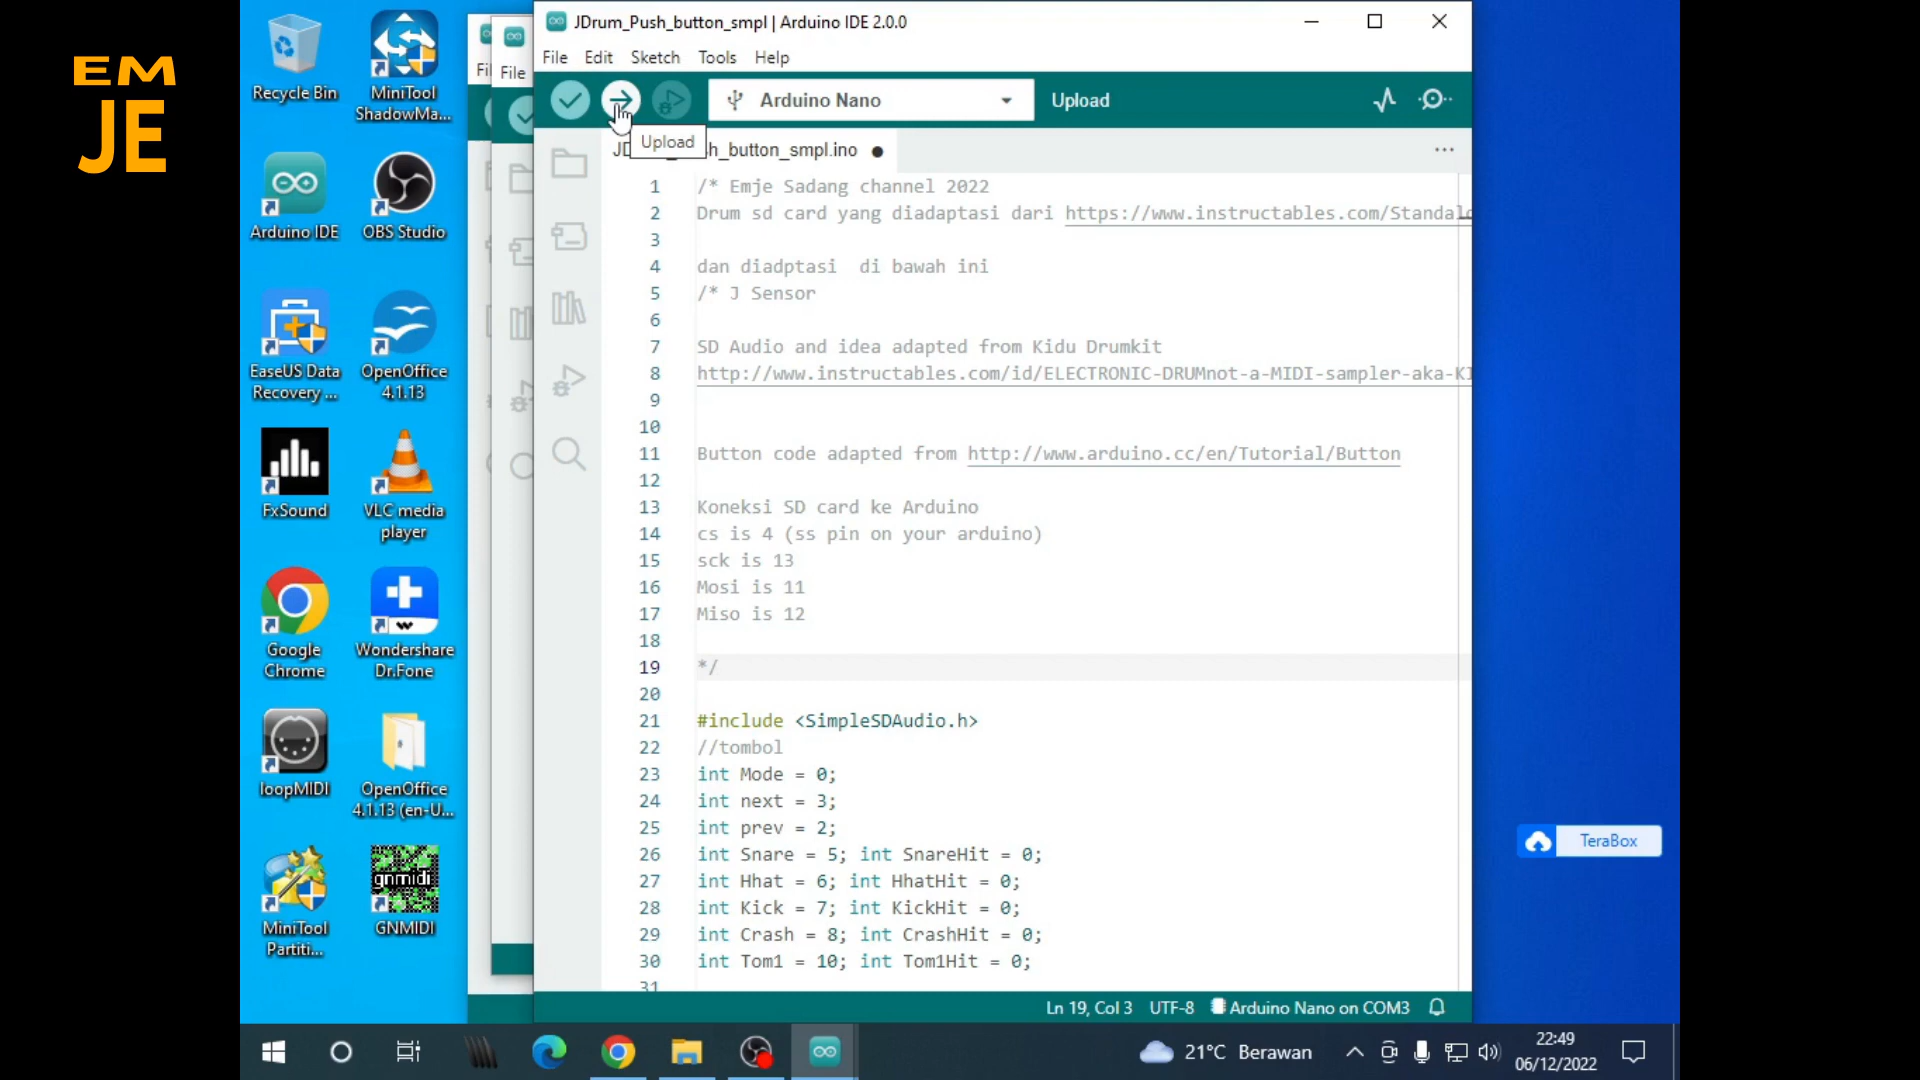 EM
JE
Recycle Bin
MiniTool
ShadowMa...
Arduino IDE
OBS Studio
EaseUS Data
Recovery ...
OpenOffice
4.1.13
FxSound
VLC media
player
Google
Chrome
Wondershare
Dr.Fone
loopMIDI
OpenOffice
4.1.13 (en-U...
MiniTool
Partiti...
gnmidi
GNMIDI
File
JDrum_Push_button_smpl | Arduino IDE 2.0.0
File Edit Sketch Tools Help
Arduino Nano
Upload
Upload
h_button_smpl.ino
1 /* Emje Sadang channel 2022
2 Drum sd card yang diadaptasi dari https://www.instructables.com/Standalo
3
4 dan diadptasi  di bawah ini
5 /* J Sensor
6
7 SD Audio and idea adapted from Kidu Drumkit
8 http://www.instructables.com/id/ELECTRONIC-DRUMnot-a-MIDI-sampler-aka-KI
9
10
11 Button code adapted from http://www.arduino.cc/en/Tutorial/Button
12
13 Koneksi SD card ke Arduino
14 cs is 4 (ss pin on your arduino)
15 sck is 13
16 Mosi is 11
17 Miso is 12
18
19 */
20
21 #include <SimpleSDAudio.h>
22 //tombol
23 int Mode = 0;
24 int next = 3;
25 int prev = 2;
26 int Snare = 5; int SnareHit = 0;
27 int Hhat = 6; int HhatHit = 0;
28 int Kick = 7; int KickHit = 0;
29 int Crash = 8; int CrashHit = 0;
30 int Tom1 = 10; int Tom1Hit = 0;
31
Ln 19, Col 3 UTF-8 Arduino Nano on COM3
TeraBox
21°C Berawan
22:49
06/12/2022